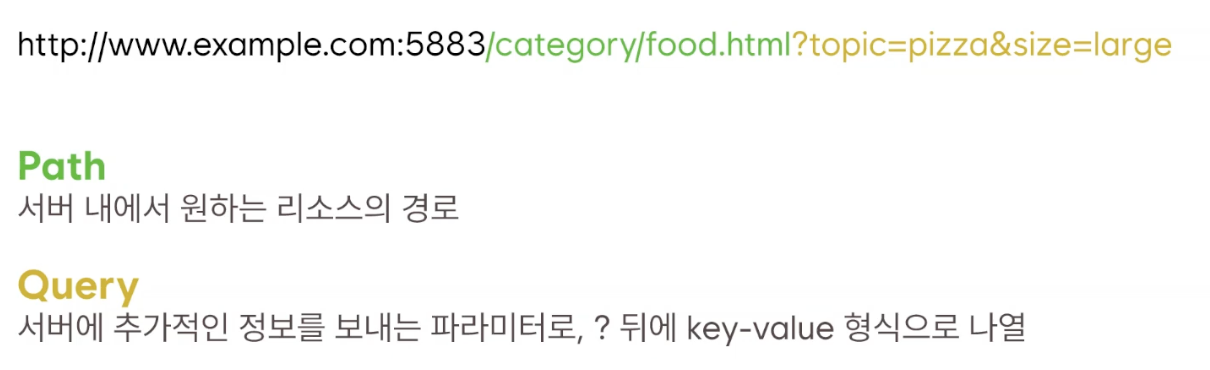 http://www.example.com:5883/category/food.html?topic=pizza&size=large
Path
서버 내에서 원하는 리소스의 경로
Query
서버에 추가적인 정보를 보내는 파라미터로, ? 뒤에 key-value 형식으로 나열